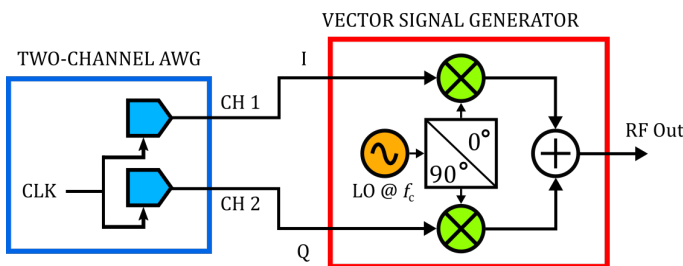 VECTOR SIGNAL GENERATOR
TWO-CHANNEL AWG
I
CH 1
0°
90°
RF Out
CLK
LO @ fc
CH 2
Q